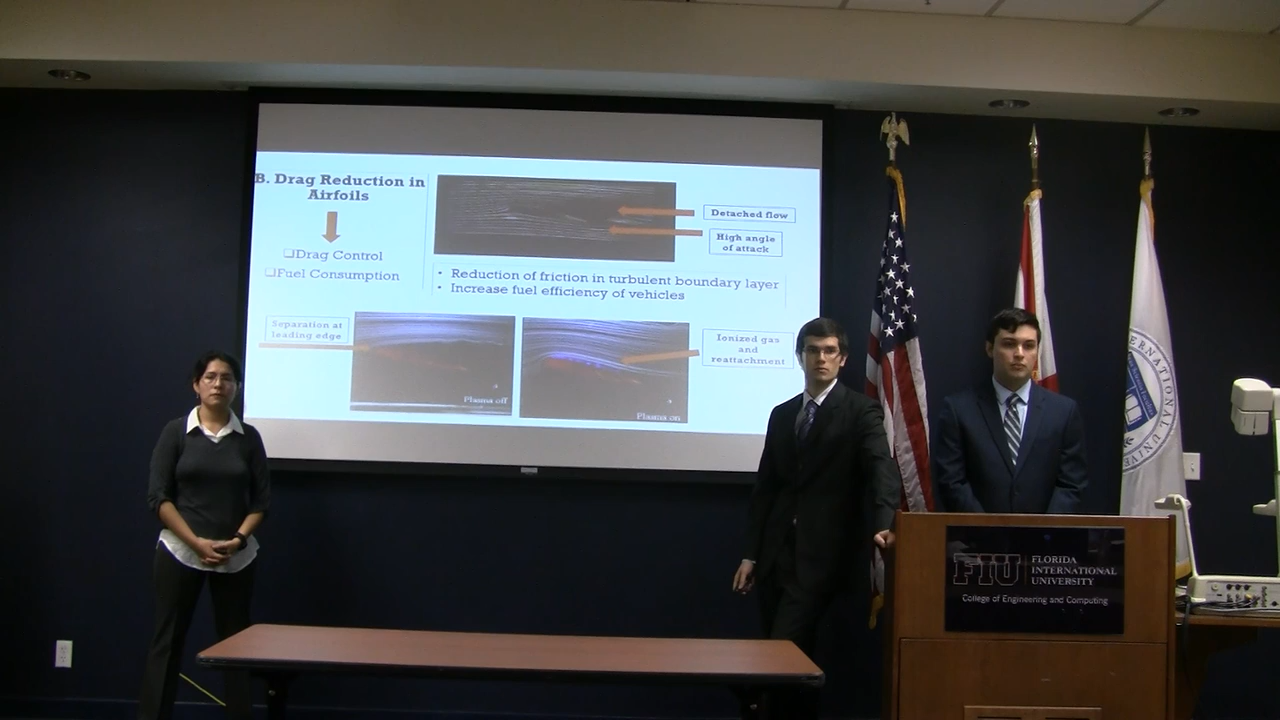 B. Drag Reduction in
Airfoils
❑Drag Control
❑Fuel Consumption
Detached flow
High angle
of attack
• Reduction of friction in turbulent boundary layer
• Increase fuel efficiency of vehicles
Separation at
leading edge
Plasma off
Plasma on
Ionized gas
and
reattachment
FIU
FLORIDA
INTERNATIONAL
UNIVERSITY
College of Engineering and Computing